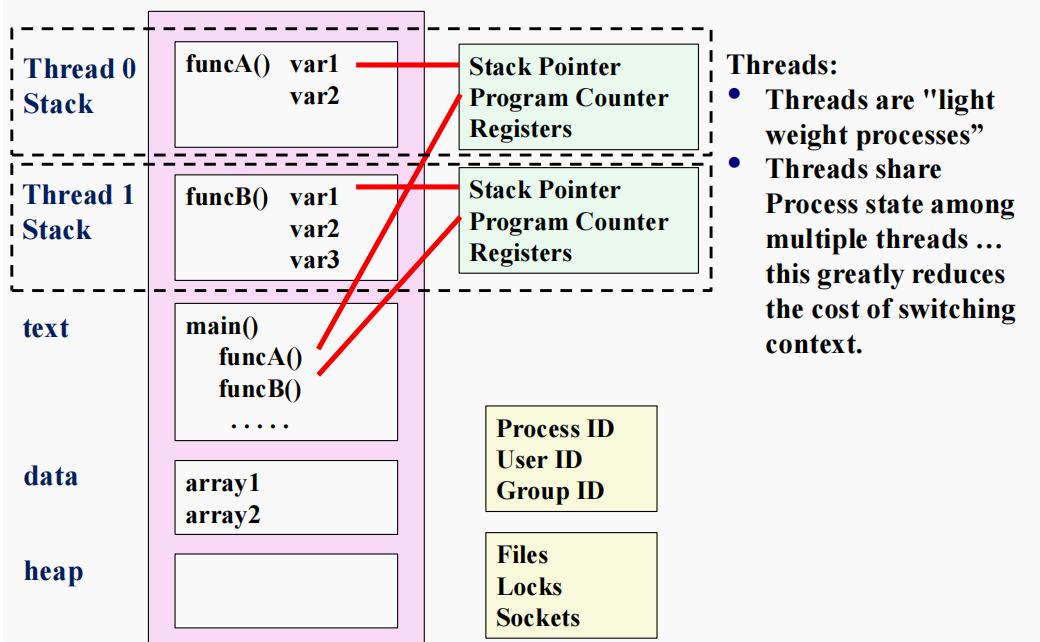 Thread 0
Stack
funcA() var1
var2
Stack Pointer
Program Counter
Registers
Thread 1
Stack
funcB() var1
var2
var3
Stack Pointer
Program Counter
Registers
text
main()
funcA()
funcB()
. . . . .
data
array1
array2
heap
Process ID
User ID
Group ID
Files
Locks
Sockets
Threads:
• Threads are "light
weight processes”
• Threads share
Process state among
multiple threads …
this greatly reduces
the cost of switching
context.